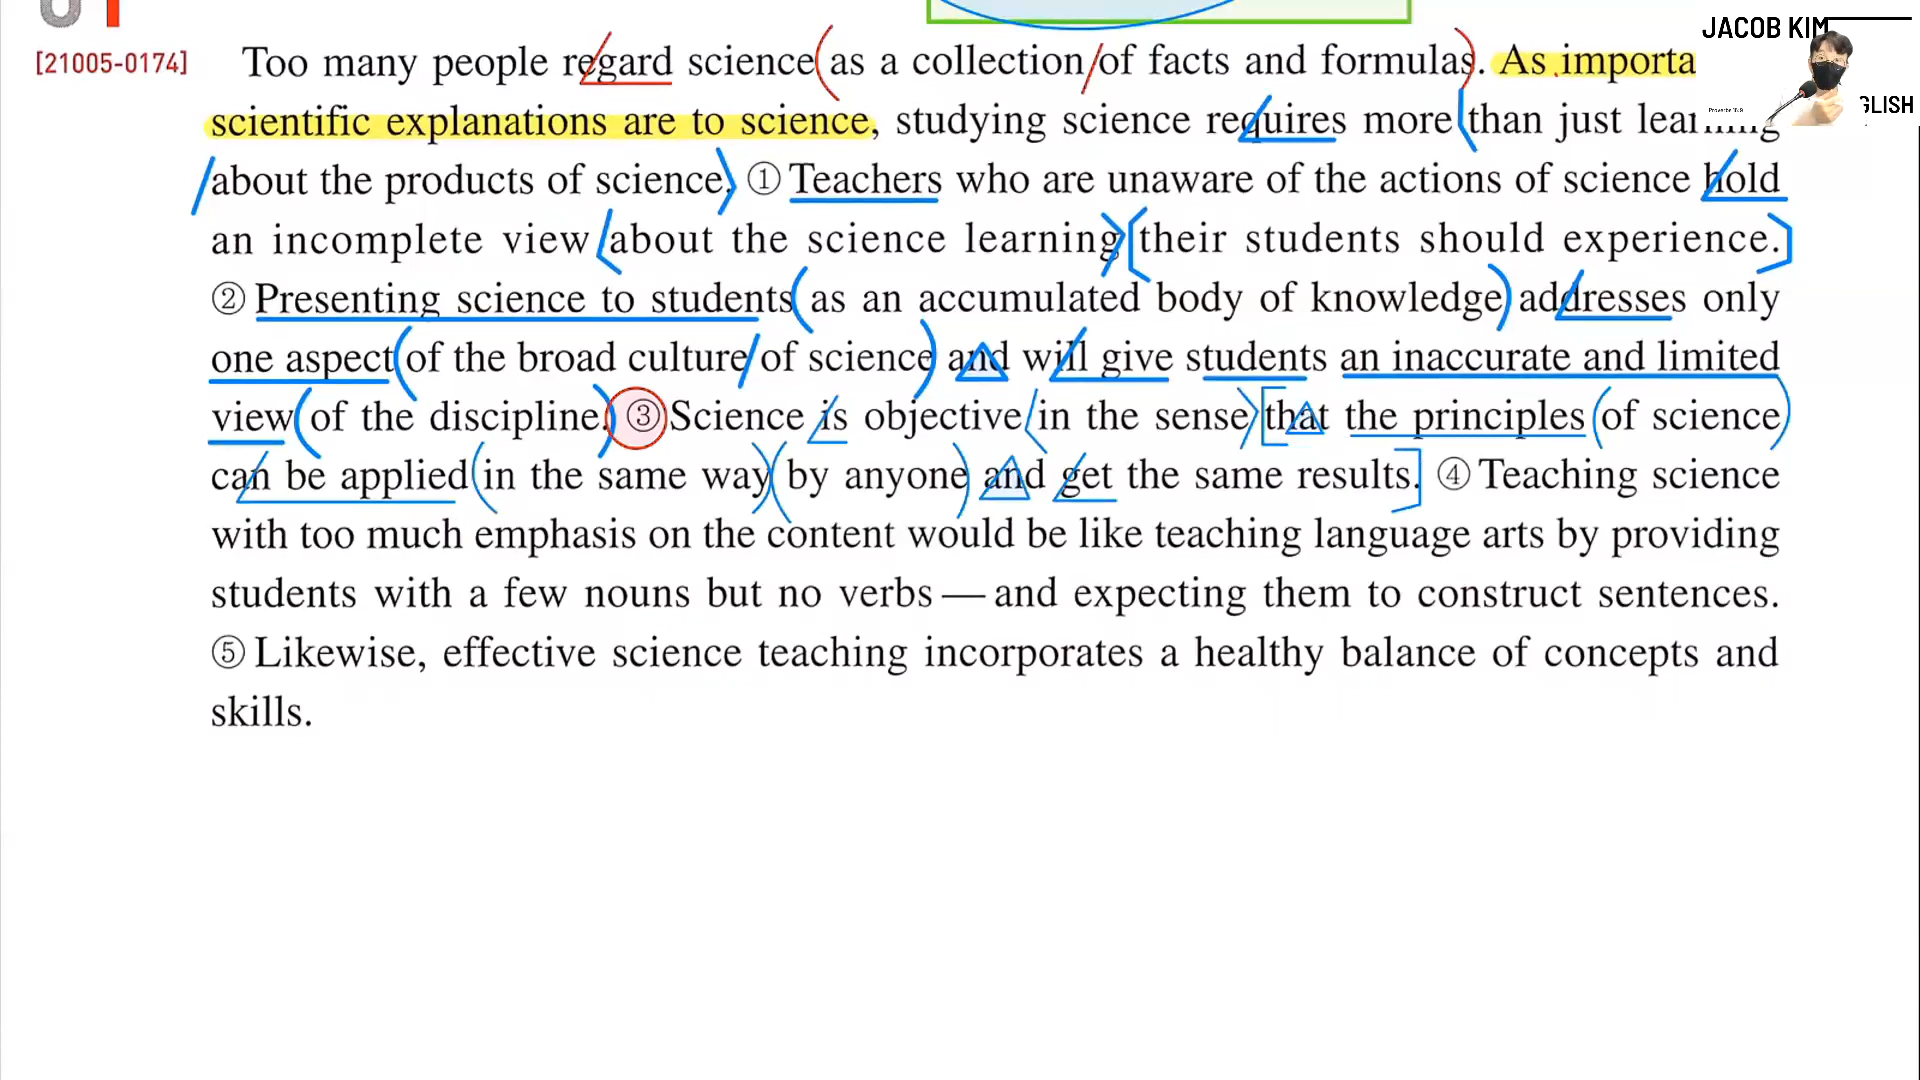 01
JACOB KIM
[21005-0174]
Too many people regard science as a collection of facts and formulas. As importa
GLISH
scientific explanations are to science, studying science requires more than just learning
about the products of science. ① Teachers who are unaware of the actions of science hold
an incomplete view about the science learning their students should experience.
② Presenting science to students as an accumulated body of knowledge addresses only
one aspect of the broad culture of science and will give students an inaccurate and limited
view of the discipline. ③ Science is objective in the sense that the principles of science
can be applied in the same way by anyone and get the same results. ④ Teaching science
with too much emphasis on the content would be like teaching language arts by providing
students with a few nouns but no verbs — and expecting them to construct sentences.
⑤ Likewise, effective science teaching incorporates a healthy balance of concepts and
skills.